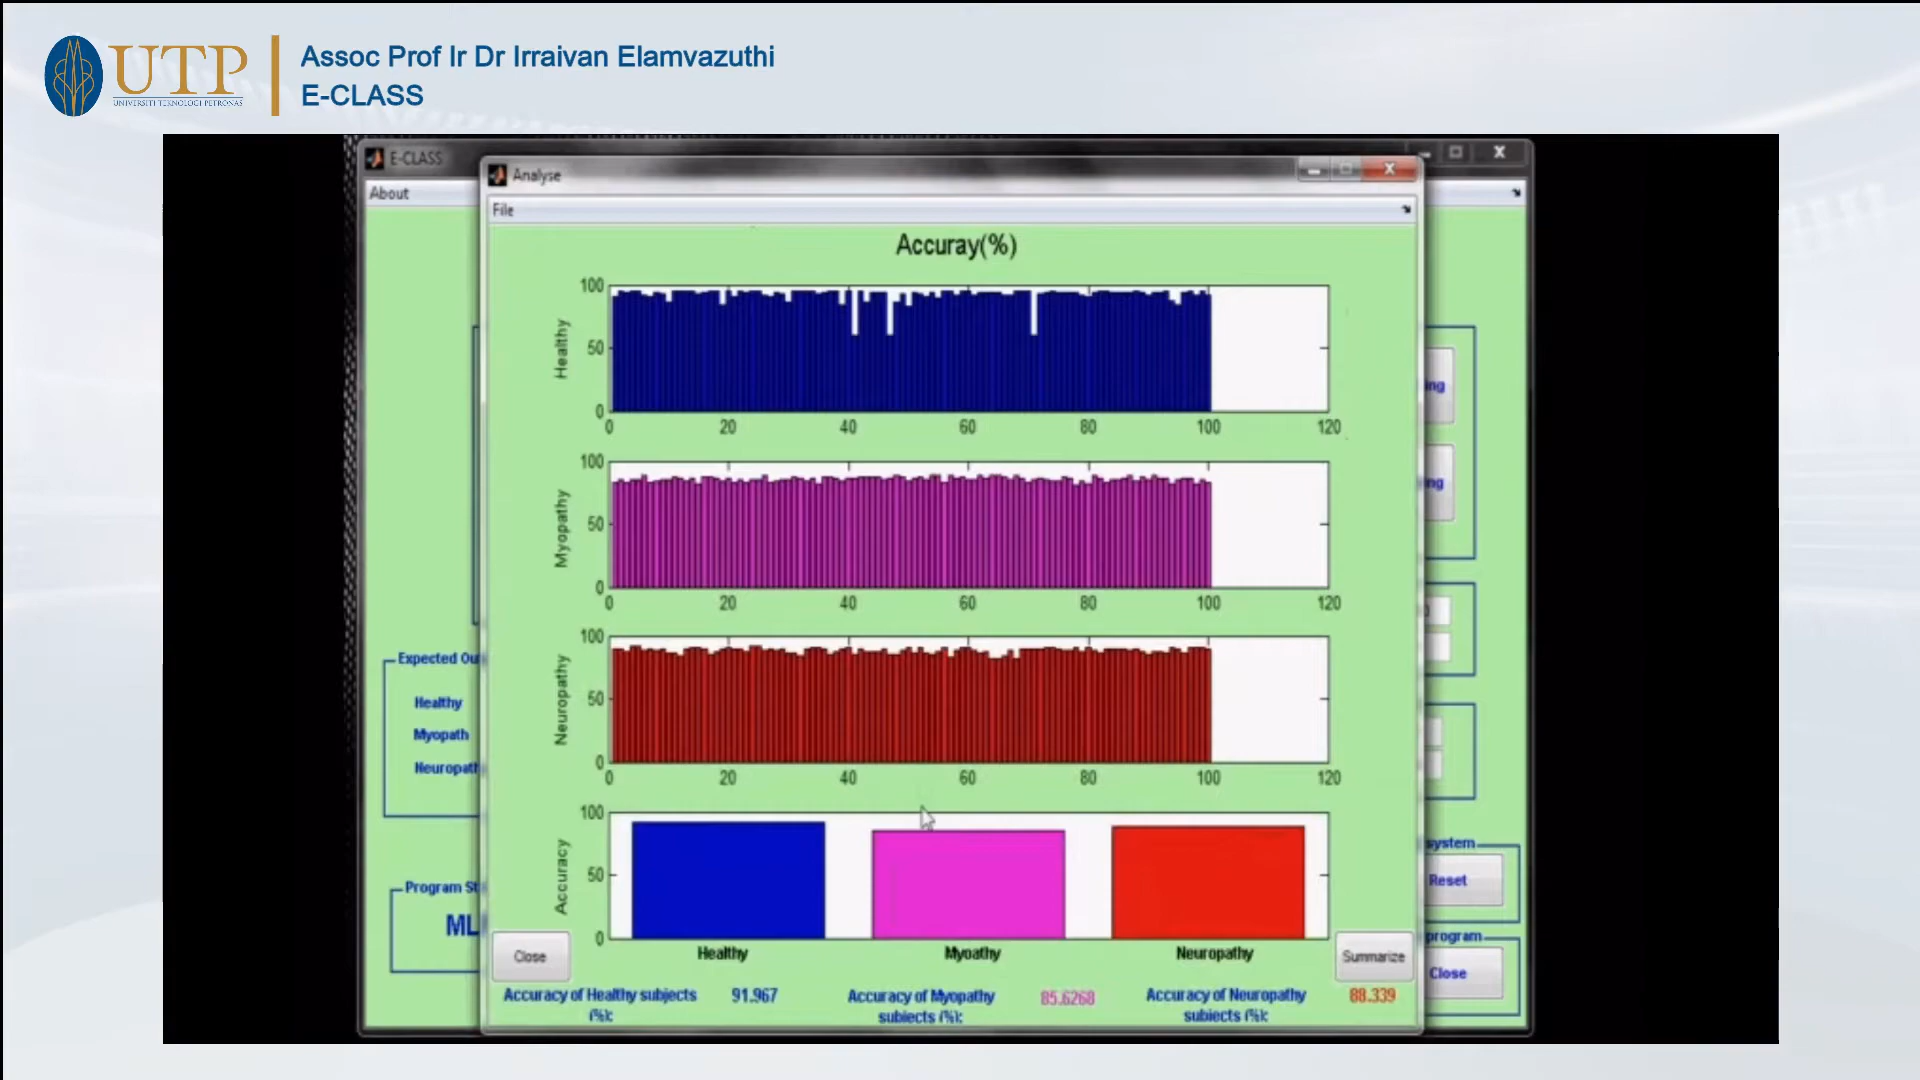 UTP
UNIVERSITI TEKNOLOGI PETRONAS
Assoc Prof Ir Dr Irraivan Elamvazuthi
E-CLASS
E-CLASS
About
Analyse
File
Accuray(%)
Healthy
100
50
0
0 20 40 60 80 100 120
Myopathy
100
50
0
0 20 40 60 80 100 120
Neuropathy
100
50
0
0 20 40 60 80 100 120
Accuracy
100
50
0
Healthy Myoathy Neuropathy
Close
Summarize
Accuracy of Healthy subjects (%): 91.967
Accuracy of Myopathy subjects (%): 85.6268
Accuracy of Neuropathy subjects (%): 88.339
Expected Ou
Healthy
Myopath
Neuropath
Program St
ML
ing
ing
system
Reset
program
Close